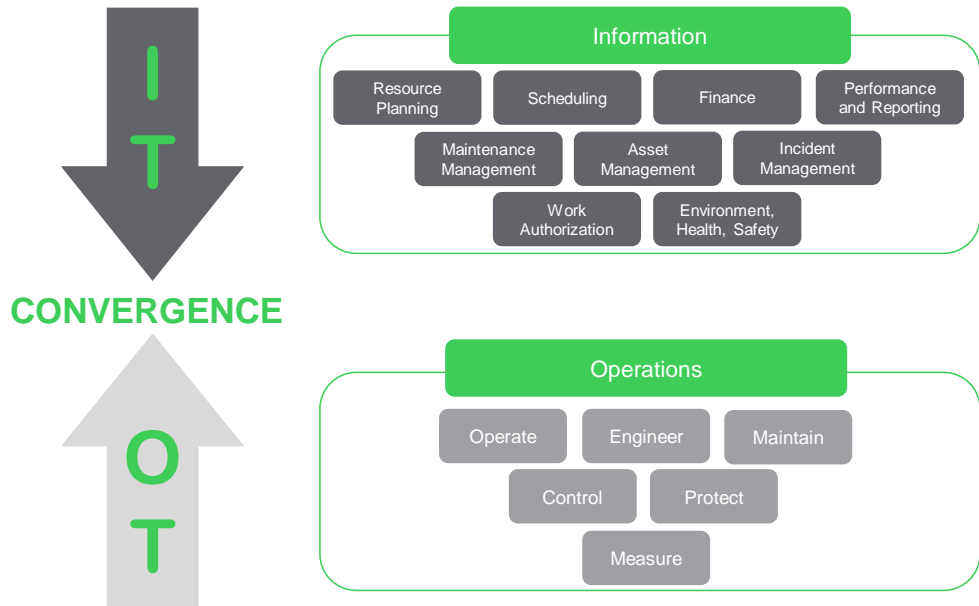 I
T
CONVERGENCE
O
T
Information
Resource
Planning
Scheduling
Finance
Performance
and Reporting
Maintenance
Management
Asset
Management
Incident
Management
Work
Authorization
Environment,
Health, Safety
Operations
Operate
Engineer
Maintain
Control
Protect
Measure